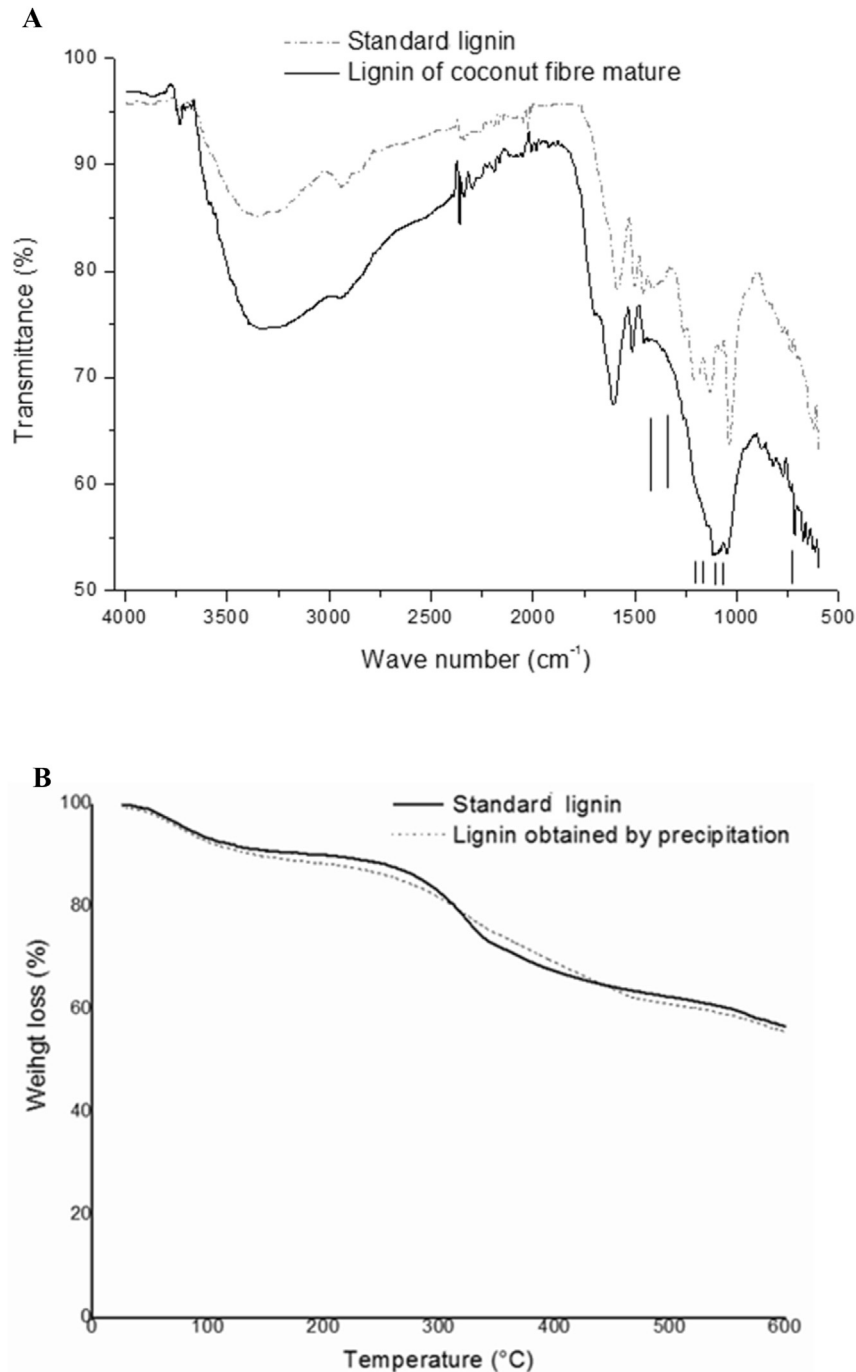 A
Standard lignin
Lignin of coconut fibre mature
100
90
80
70
60
50
Transmittance (%)
4000 3500 3000 2500 2000 1500 1000 500
Wave number (cm⁻¹)
B
Standard lignin
Lignin obtained by precipitation
100
80
60
40
20
0
Weihgt loss (%)
0 100 200 300 400 500 600
Temperature (°C)